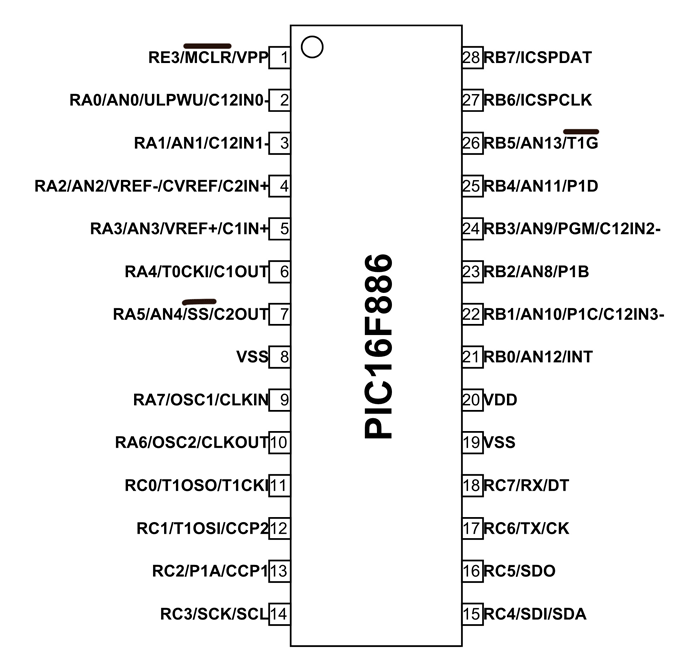 RE3/MCLR/VPP 1
RA0/AN0/ULPWU/C12IN0- 2
RA1/AN1/C12IN1- 3
RA2/AN2/VREF-/CVREF/C2IN+ 4
RA3/AN3/VREF+/C1IN+ 5
RA4/T0CKI/C1OUT 6
RA5/AN4/SS/C2OUT 7
VSS 8
RA7/OSC1/CLKIN 9
RA6/OSC2/CLKOUT 10
RC0/T1OSO/T1CKI 11
RC1/T1OSI/CCP2 12
RC2/P1A/CCP1 13
RC3/SCK/SCL 14
PIC16F886
28 RB7/ICSPDAT
27 RB6/ICSPCLK
26 RB5/AN13/T1G
25 RB4/AN11/P1D
24 RB3/AN9/PGM/C12IN2-
23 RB2/AN8/P1B
22 RB1/AN10/P1C/C12IN3-
21 RB0/AN12/INT
20 VDD
19 VSS
18 RC7/RX/DT
17 RC6/TX/CK
16 RC5/SDO
15 RC4/SDI/SDA